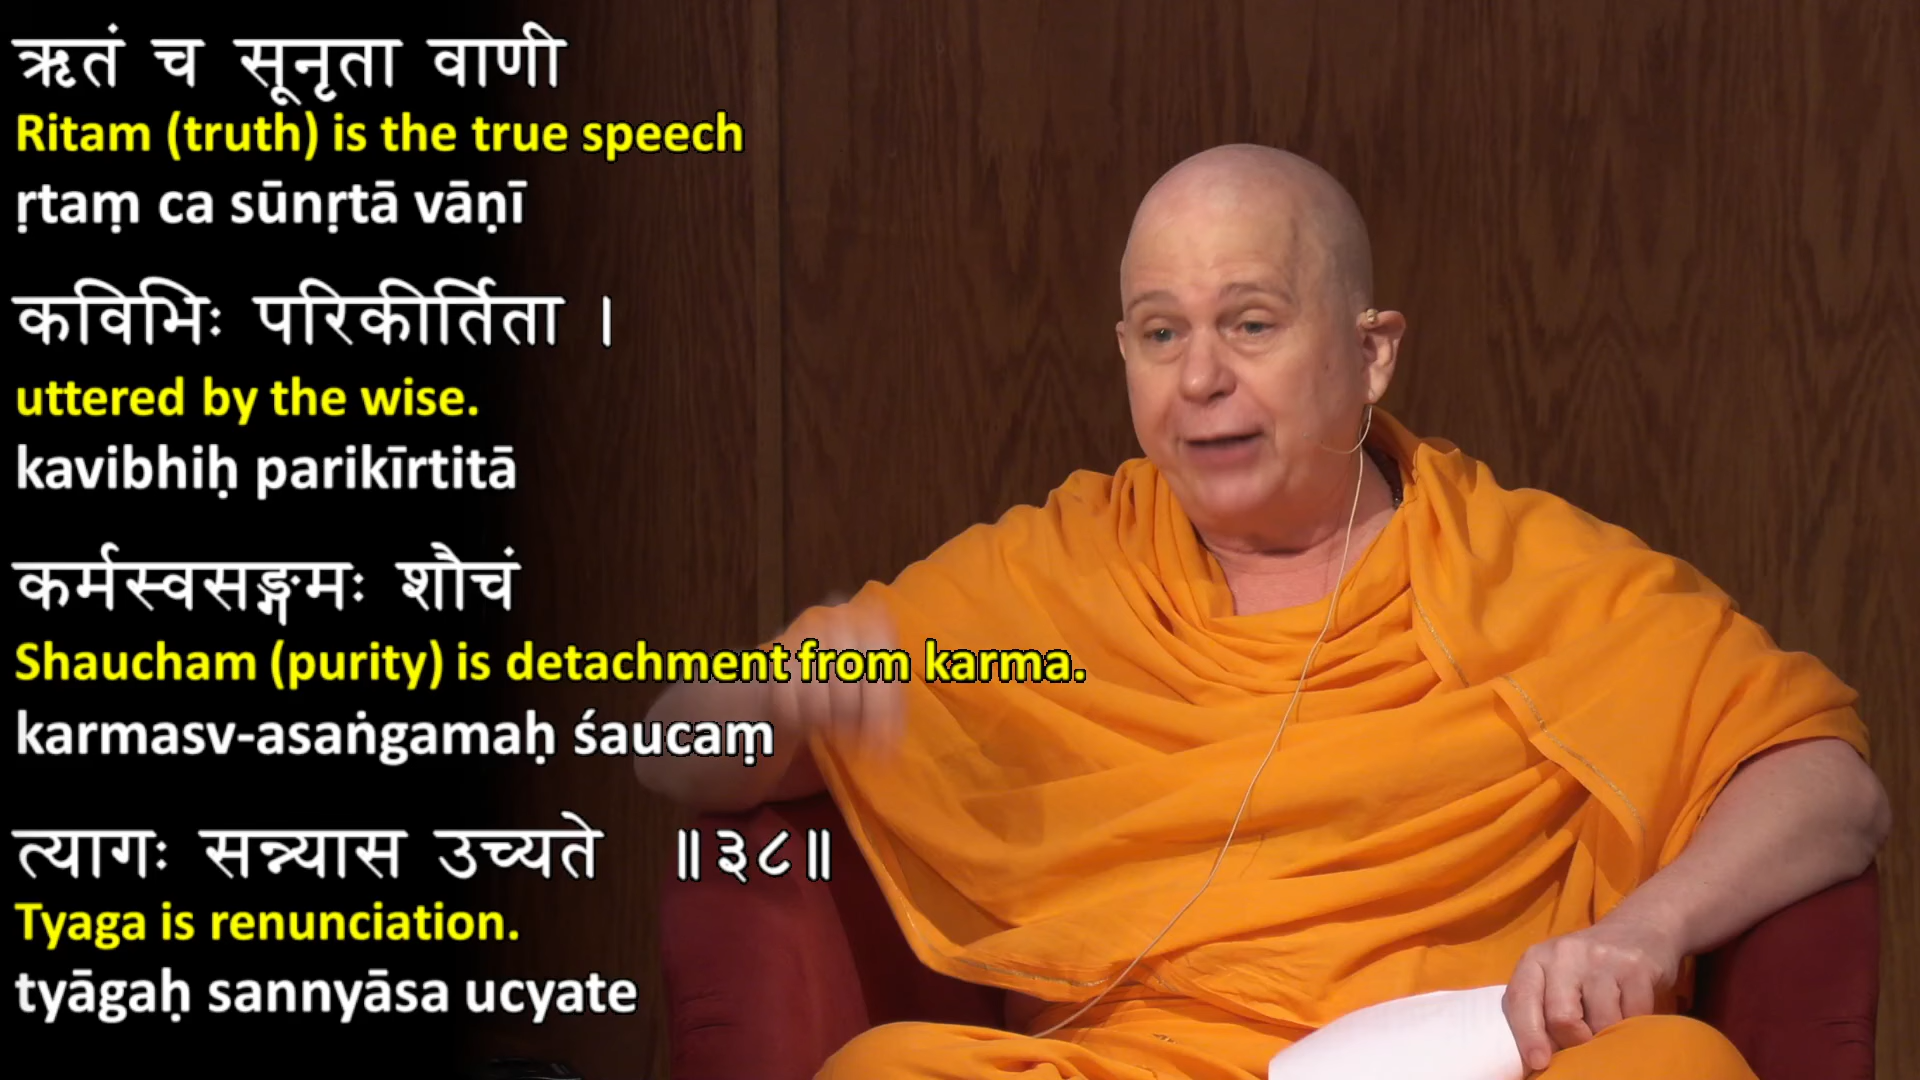 ऋतं च सूनृता वाणी
Ritam (truth) is the true speech
ṛtaṃ ca sūnṛtā vāṇī
कविभिः परिकीर्तिता ।
uttered by the wise.
kavibhiḥ parikīrtitā
कर्मस्वसङ्गमः शौचं
Shaucham (purity) is detachment from karma.
karmasv-asaṅgamaḥ śaucaṃ
त्यागः सन्न्यास उच्यते ॥३८॥
Tyaga is renunciation.
tyāgaḥ sannyāsa ucyate